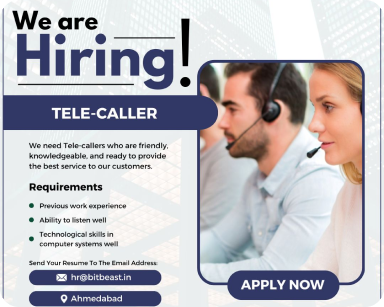 We are
Hiring!
TELE-CALLER
We need Tele-callers who are friendly,
knowledgeable, and ready to provide
the best service to our customers.
Requirements
Previous work experience
Ability to listen well
Technological skills in
computer systems well
Send Your Resume To The Email Address:
hr@bitbeast.in
Ahmedabad
APPLY NOW